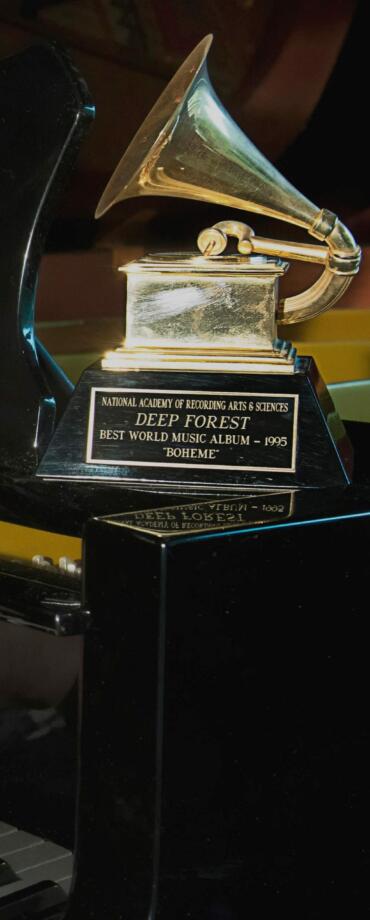 NATIONAL ACADEMY OF RECORDING ARTS & SCIENCES
DEEP FOREST
BEST WORLD MUSIC ALBUM – 1995
"BOHEME"